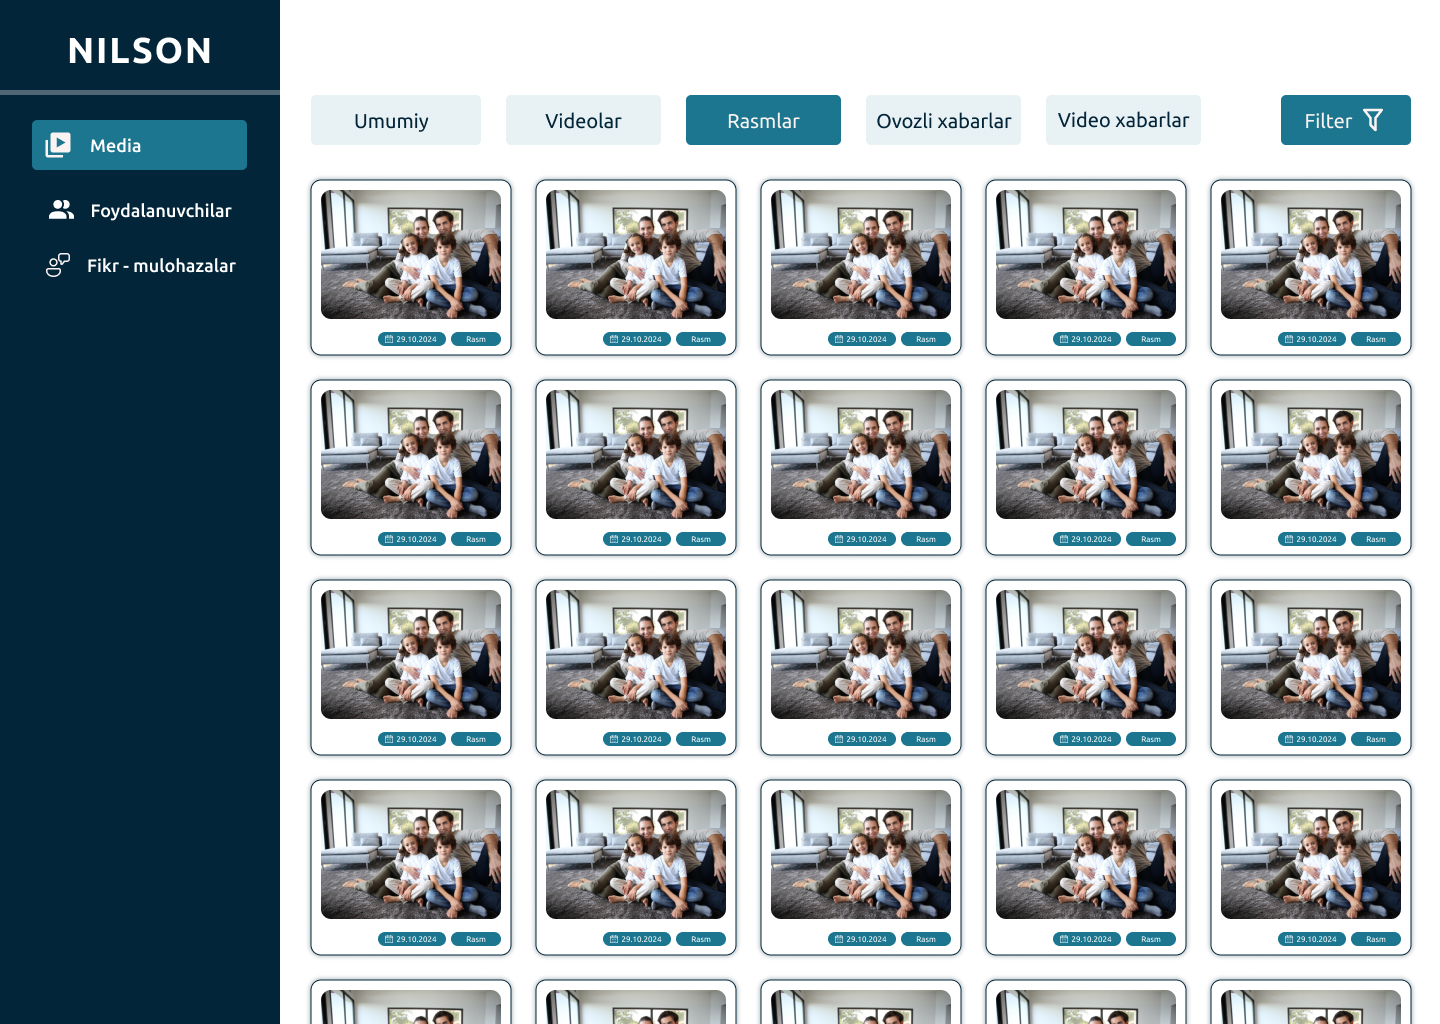 NILSON
Media
Foydalanuvchilar
Fikr - mulohazalar
Umumiy Videolar Rasmlar Ovozli xabarlar Video xabarlar Filter
29.10.2024 Rasm 29.10.2024 Rasm 29.10.2024 Rasm 29.10.2024 Rasm 29.10.2024 Rasm
29.10.2024 Rasm 29.10.2024 Rasm 29.10.2024 Rasm 29.10.2024 Rasm 29.10.2024 Rasm
29.10.2024 Rasm 29.10.2024 Rasm 29.10.2024 Rasm 29.10.2024 Rasm 29.10.2024 Rasm
29.10.2024 Rasm 29.10.2024 Rasm 29.10.2024 Rasm 29.10.2024 Rasm 29.10.2024 Rasm